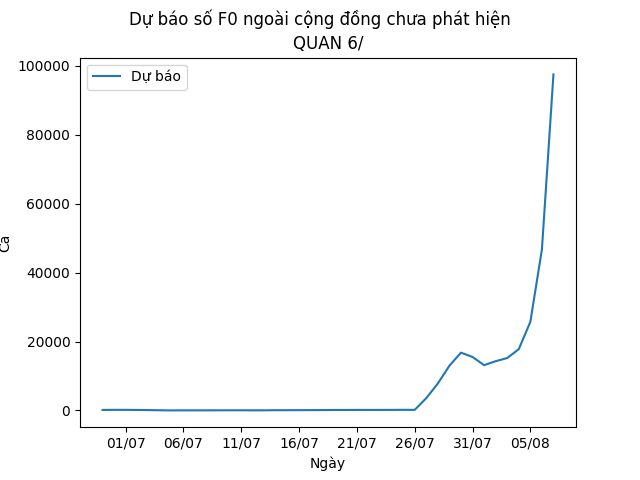 Dự báo số F0 ngoài cộng đồng chưa phát hiện
QUAN 6/
Dự báo
100000
80000
60000
40000
20000
0
Ca
01/07 06/07 11/07 16/07 21/07 26/07 31/07 05/08
Ngày